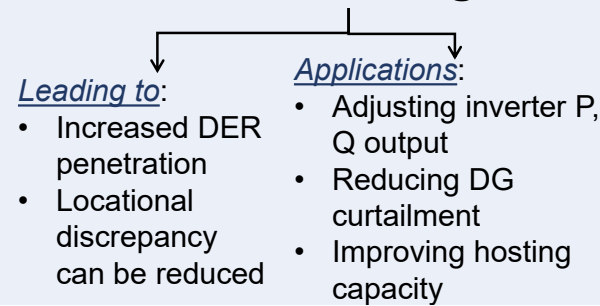 Leading to:
• Increased DER
penetration
• Locational
discrepancy
can be reduced
Applications:
• Adjusting inverter P,
Q output
• Reducing DG
curtailment
• Improving hosting
capacity